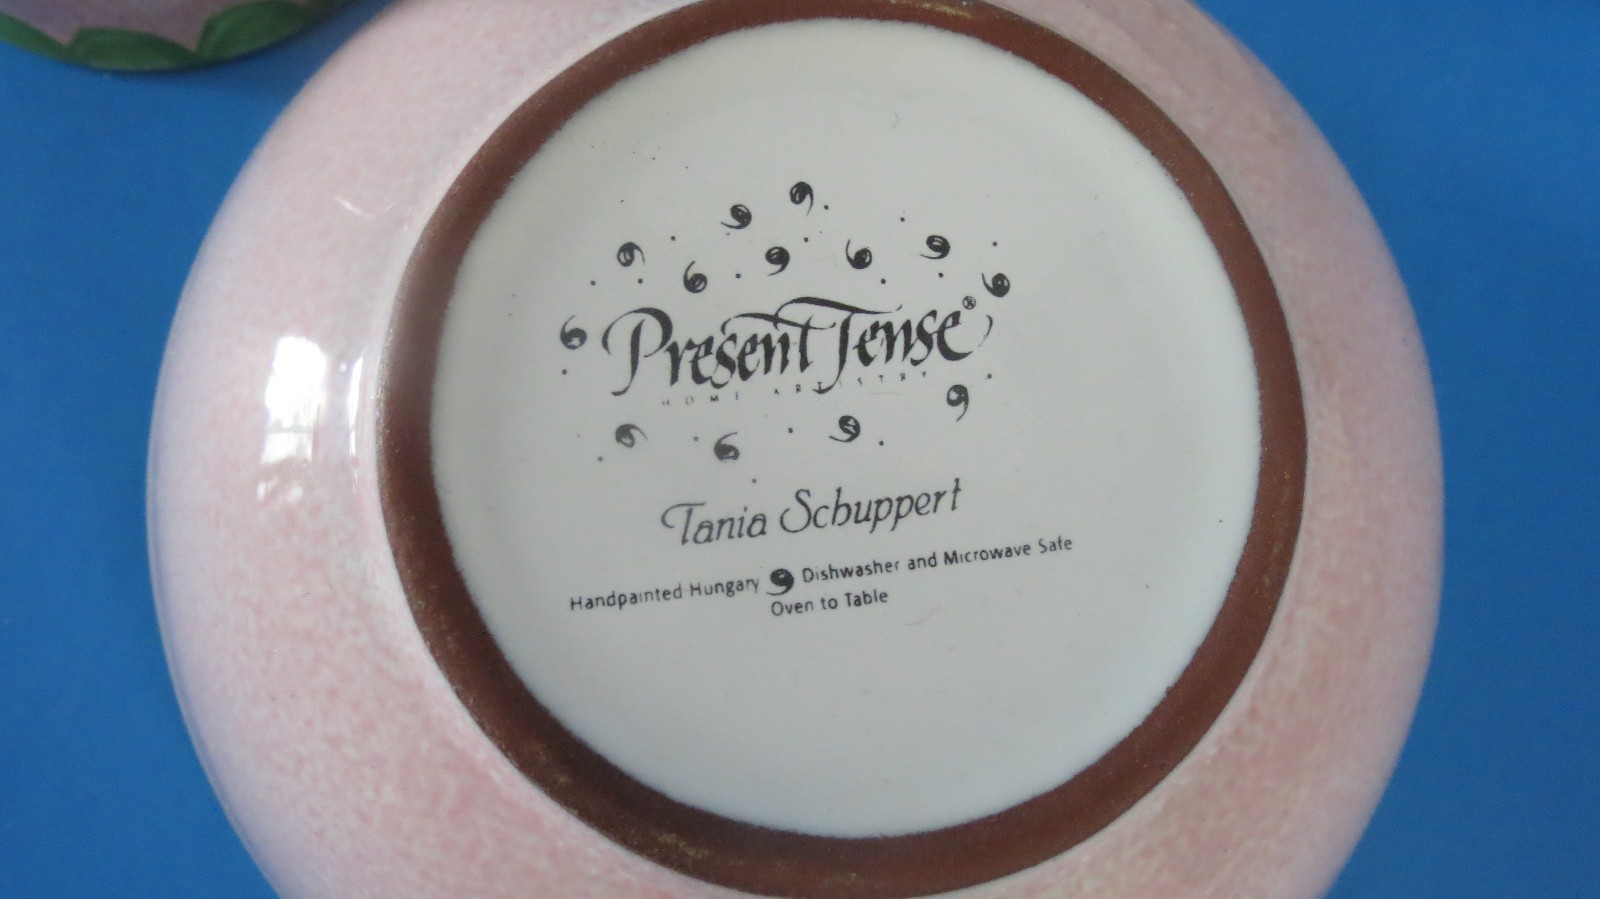 Present Tense®
HOME ARTISTRY
Tania Schuppert
Handpainted Hungary Dishwasher and Microwave Safe
Oven to Table